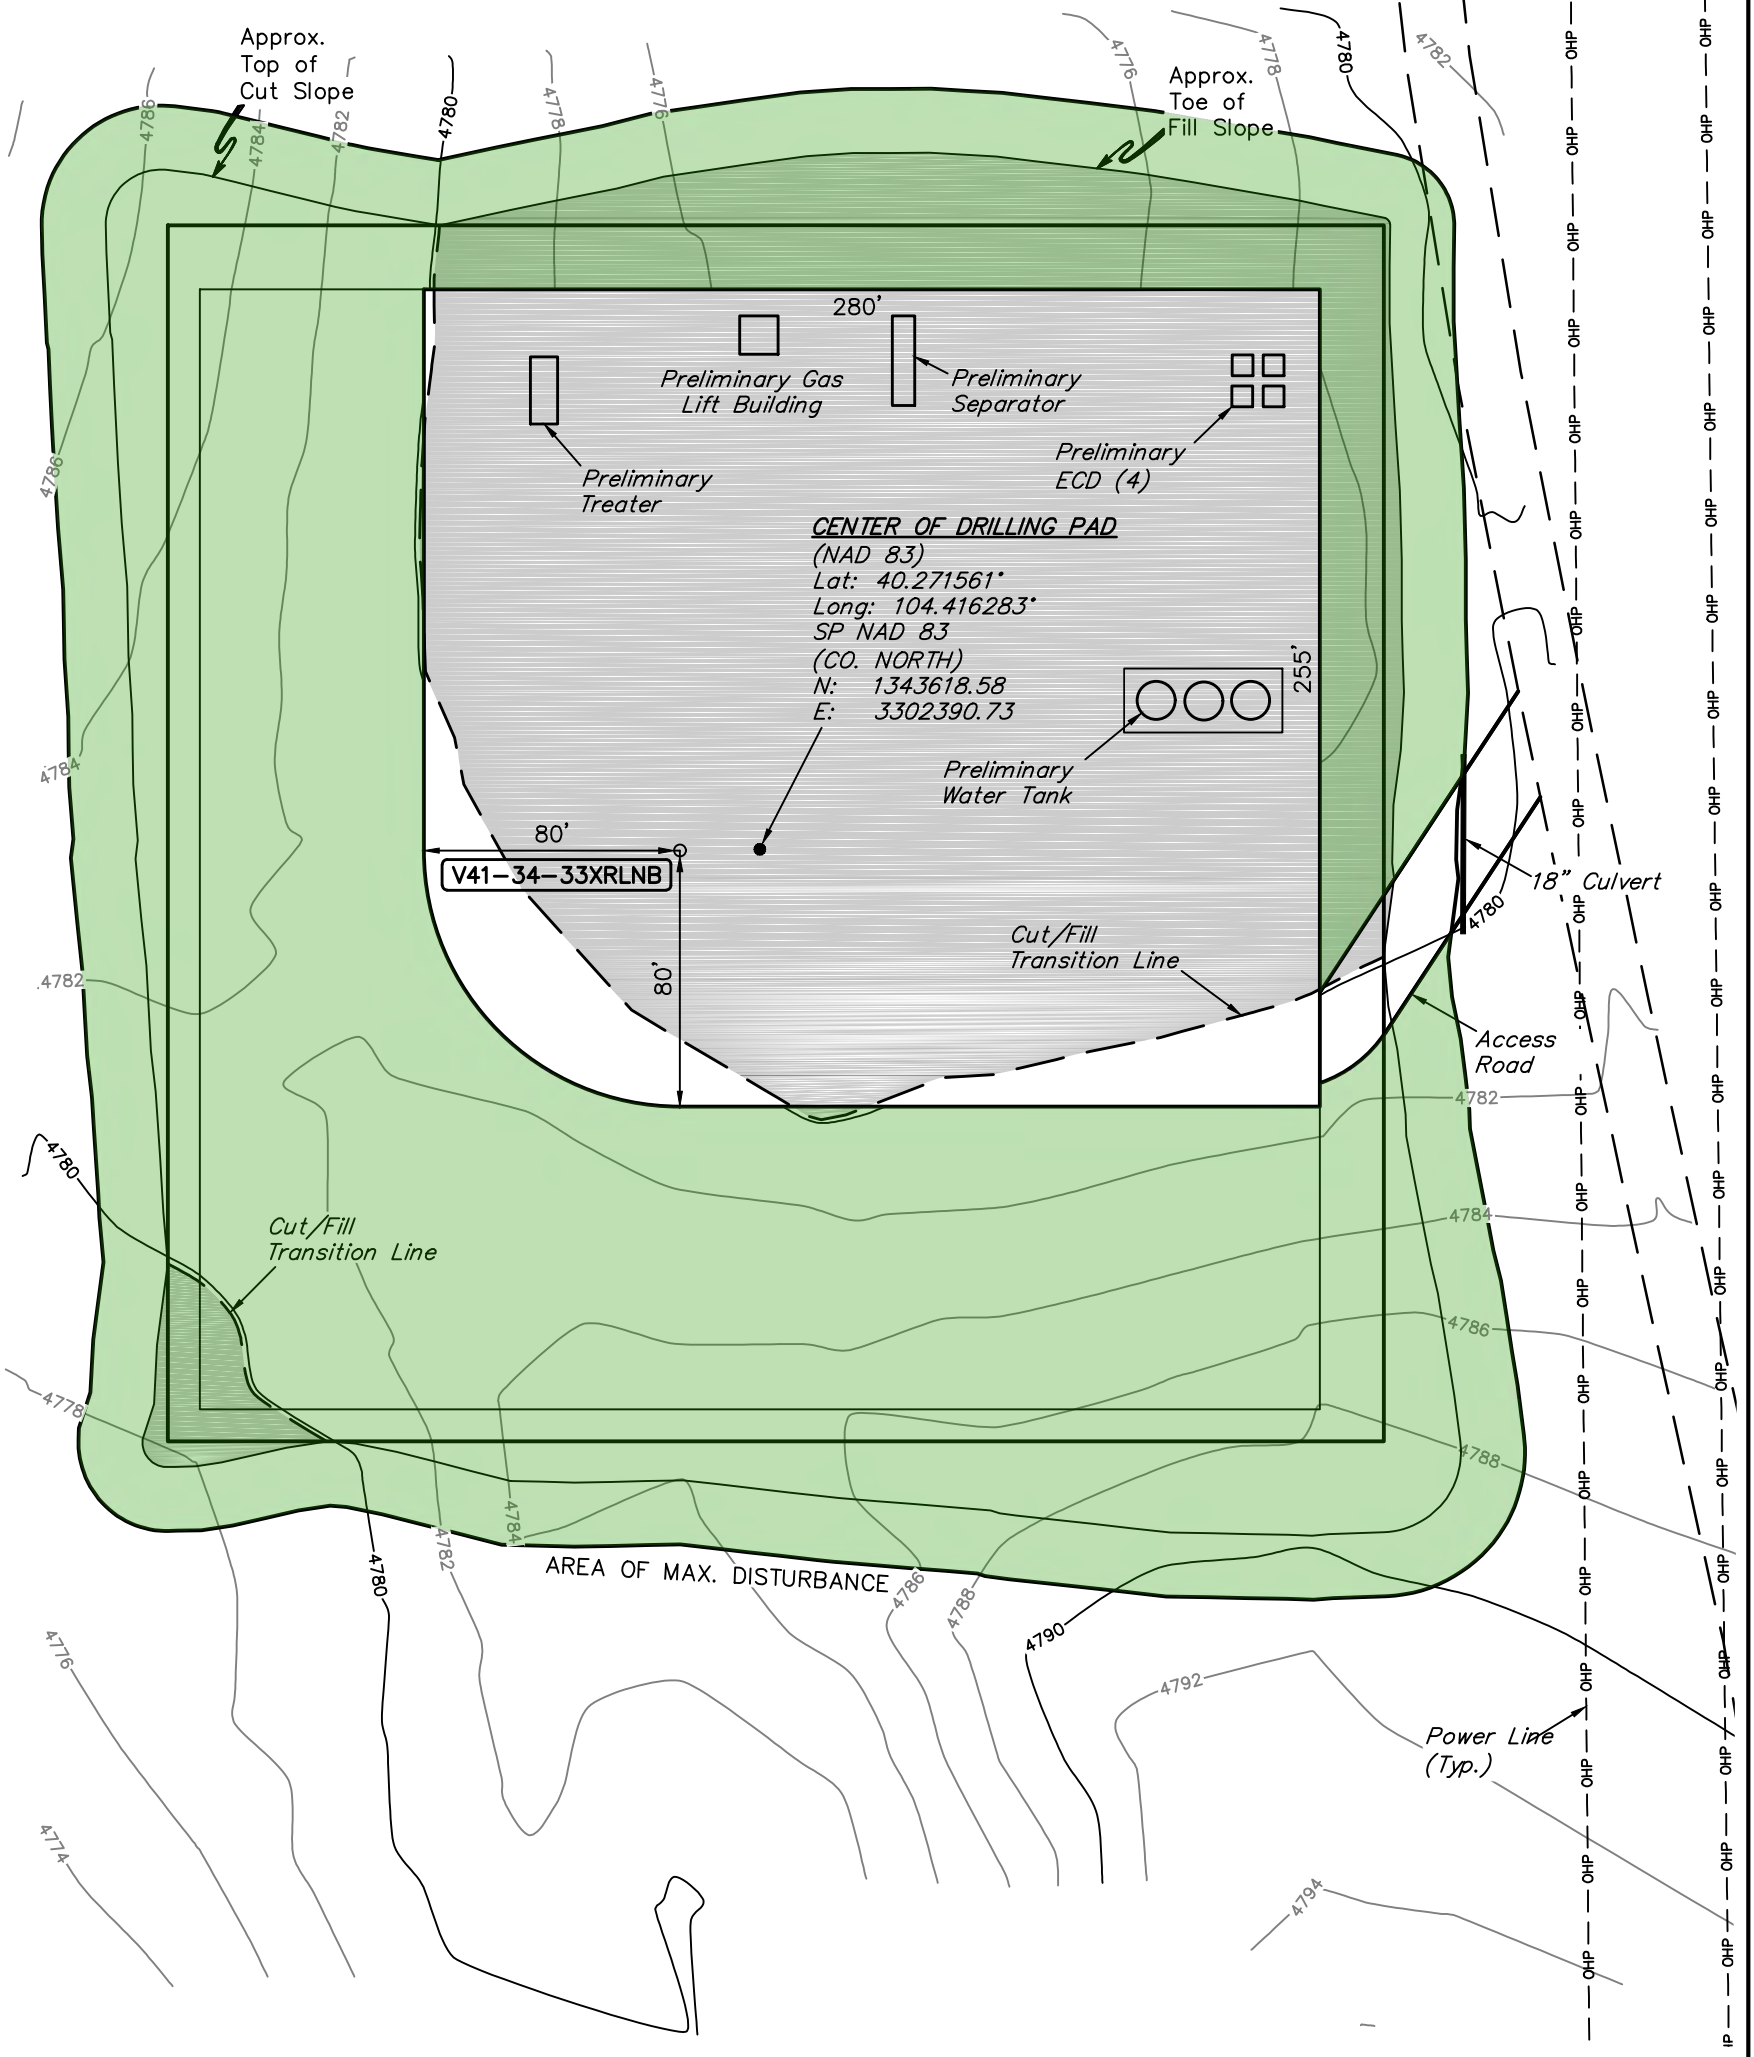 Approx.
Top of
Cut Slope
Approx.
Toe of
Fill Slope
4786
4784
4782
4780
4778
4776
4776
4778
4780
4782
OHP
OHP
280'
Preliminary Gas
Lift Building
Preliminary
Separator
Preliminary
ECD (4)
Preliminary
Treater
4786
CENTER OF DRILLING PAD
(NAD 83)
Lat: 40.271561°
Long: 104.416283°
SP NAD 83
(CO. NORTH)
N: 1343618.58
E: 3302390.73
255'
4784
Preliminary
Water Tank
80'
V41-34-33XRLNB
80'
18" Culvert
4780
Cut/Fill
Transition Line
4782
Access
Road
4782
4780
4784
Cut/Fill
Transition Line
4786
4778
4788
4784
4782
4780
AREA OF MAX. DISTURBANCE
4786
4788
4790
4776
4792
Power Line
(Typ.)
4774
4794